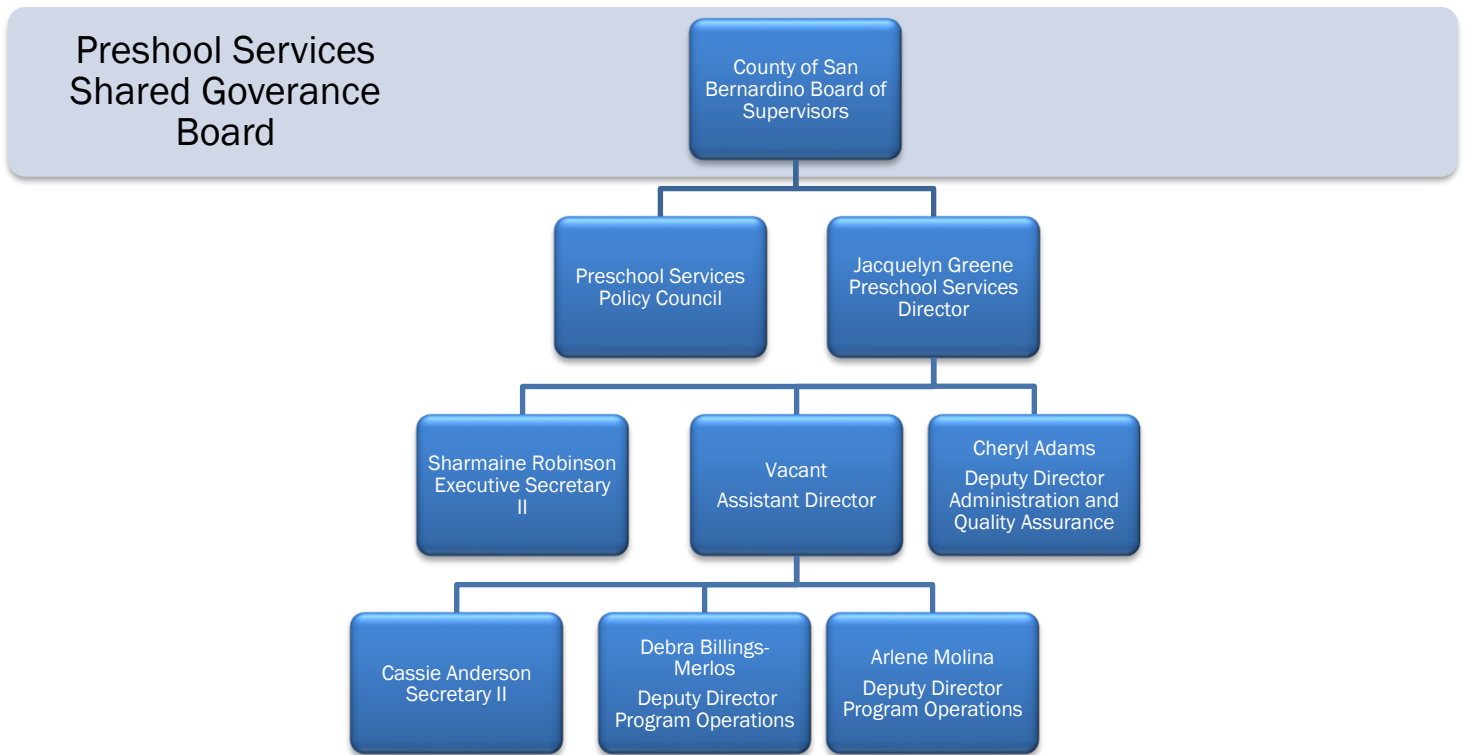 Preshool Services
Shared Goverance
Board
County of San
Bernardino Board of
Supervisors
Preschool Services
Policy Council
Jacquelyn Greene
Preschool Services
Director
Sharmaine Robinson
Executive Secretary
II
Vacant
Assistant Director
Cheryl Adams
Deputy Director
Administration and
Quality Assurance
Cassie Anderson
Secretary II
Debra Billings-
Merlos
Deputy Director
Program Operations
Arlene Molina
Deputy Director
Program Operations